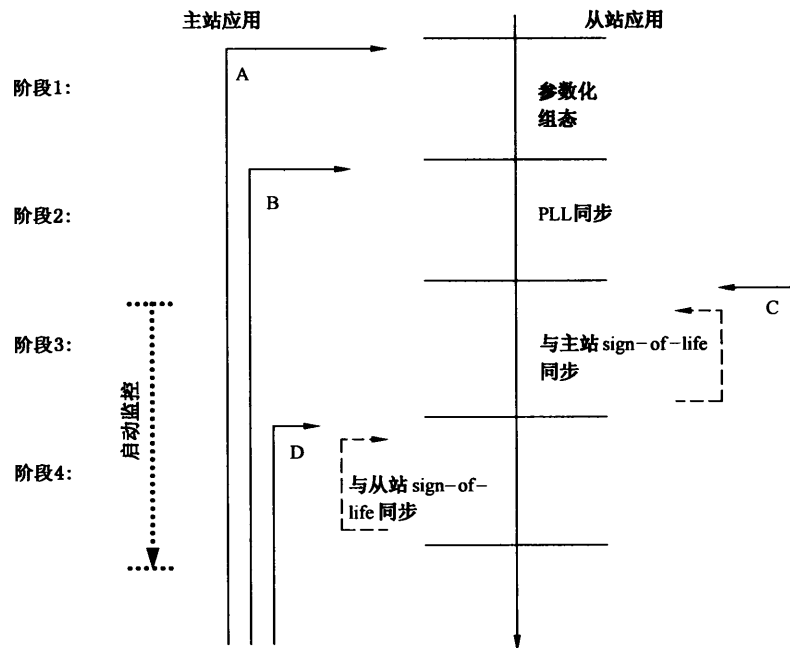 主站应用
从站应用
A
阶段1:
参数化
组态
B
阶段2:
PLL同步
C
阶段3:
与主站 sign-of-life
同步
启动监控
D
阶段4:
与从站 sign-of-
life 同步